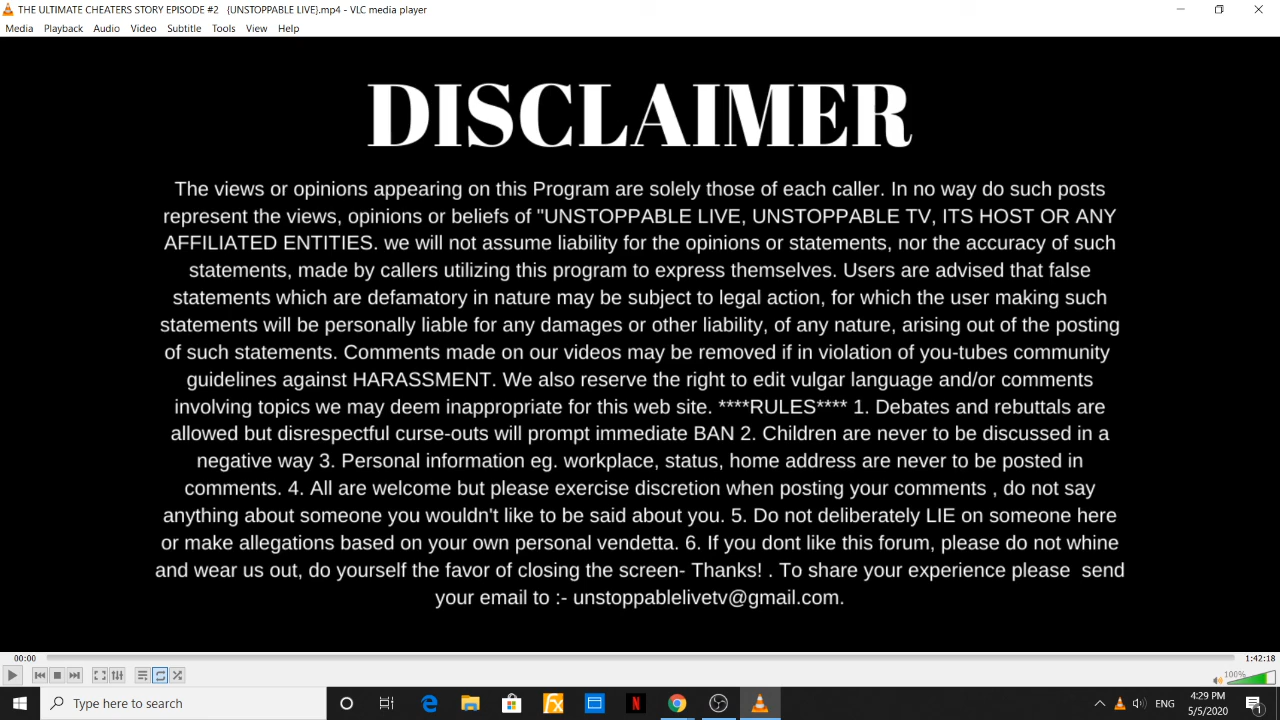 THE ULTIMATE CHEATERS STORY EPISODE #2 {UNSTOPPABLE LIVE}.mp4 - VLC media player
Media Playback Audio Video Subtitle Tools View Help
DISCLAIMER
The views or opinions appearing on this Program are solely those of each caller. In no way do such posts
represent the views, opinions or beliefs of "UNSTOPPABLE LIVE, UNSTOPPABLE TV, ITS HOST OR ANY
AFFILIATED ENTITIES. we will not assume liability for the opinions or statements, nor the accuracy of such
statements, made by callers utilizing this program to express themselves. Users are advised that false
statements which are defamatory in nature may be subject to legal action, for which the user making such
statements will be personally liable for any damages or other liability, of any nature, arising out of the posting
of such statements. Comments made on our videos may be removed if in violation of you-tubes community
guidelines against HARASSMENT. We also reserve the right to edit vulgar language and/or comments
involving topics we may deem inappropriate for this web site. ****RULES**** 1. Debates and rebuttals are
allowed but disrespectful curse-outs will prompt immediate BAN 2. Children are never to be discussed in a
negative way 3. Personal information eg. workplace, status, home address are never to be posted in
comments. 4. All are welcome but please exercise discretion when posting your comments , do not say
anything about someone you wouldn't like to be said about you. 5. Do not deliberately LIE on someone here
or make allegations based on your own personal vendetta. 6. If you dont like this forum, please do not whine
and wear us out, do yourself the favor of closing the screen- Thanks! . To share your experience please send
your email to :- unstoppablelivetv@gmail.com.
00:00 1:42:18
100%
Type here to search
ENG
4:29 PM
5/5/2020
1